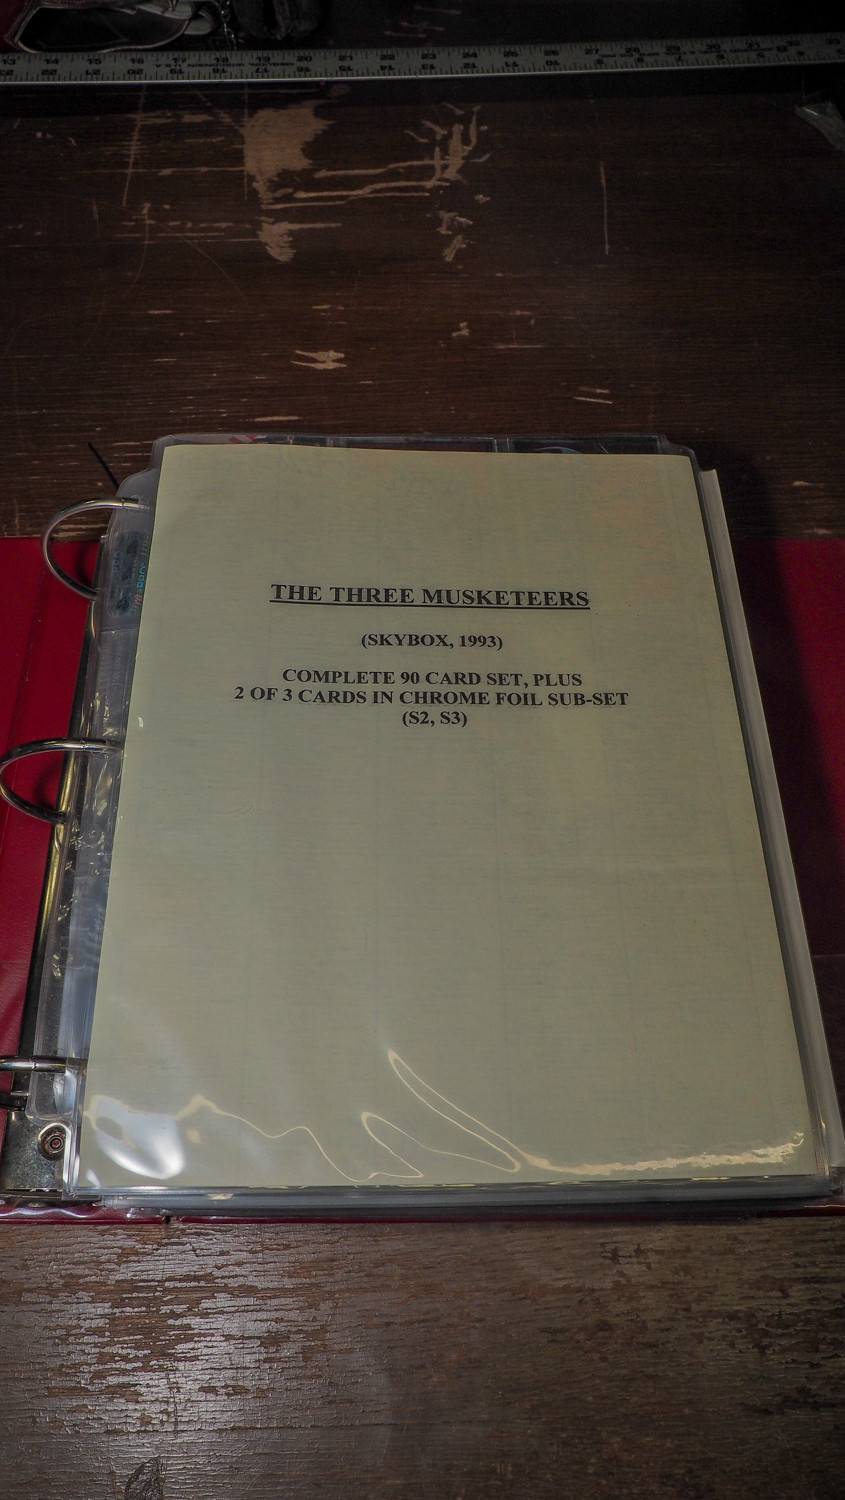 THE THREE MUSKETEERS
(SKYBOX, 1993)
COMPLETE 90 CARD SET, PLUS
2 OF 3 CARDS IN CHROME FOIL SUB-SET
(S2, S3)